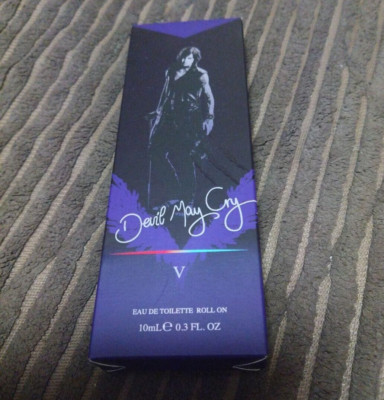 Devil May Cry
V
EAU DE TOILETTE ROLL ON
10mL℮ 0.3 FL. OZ